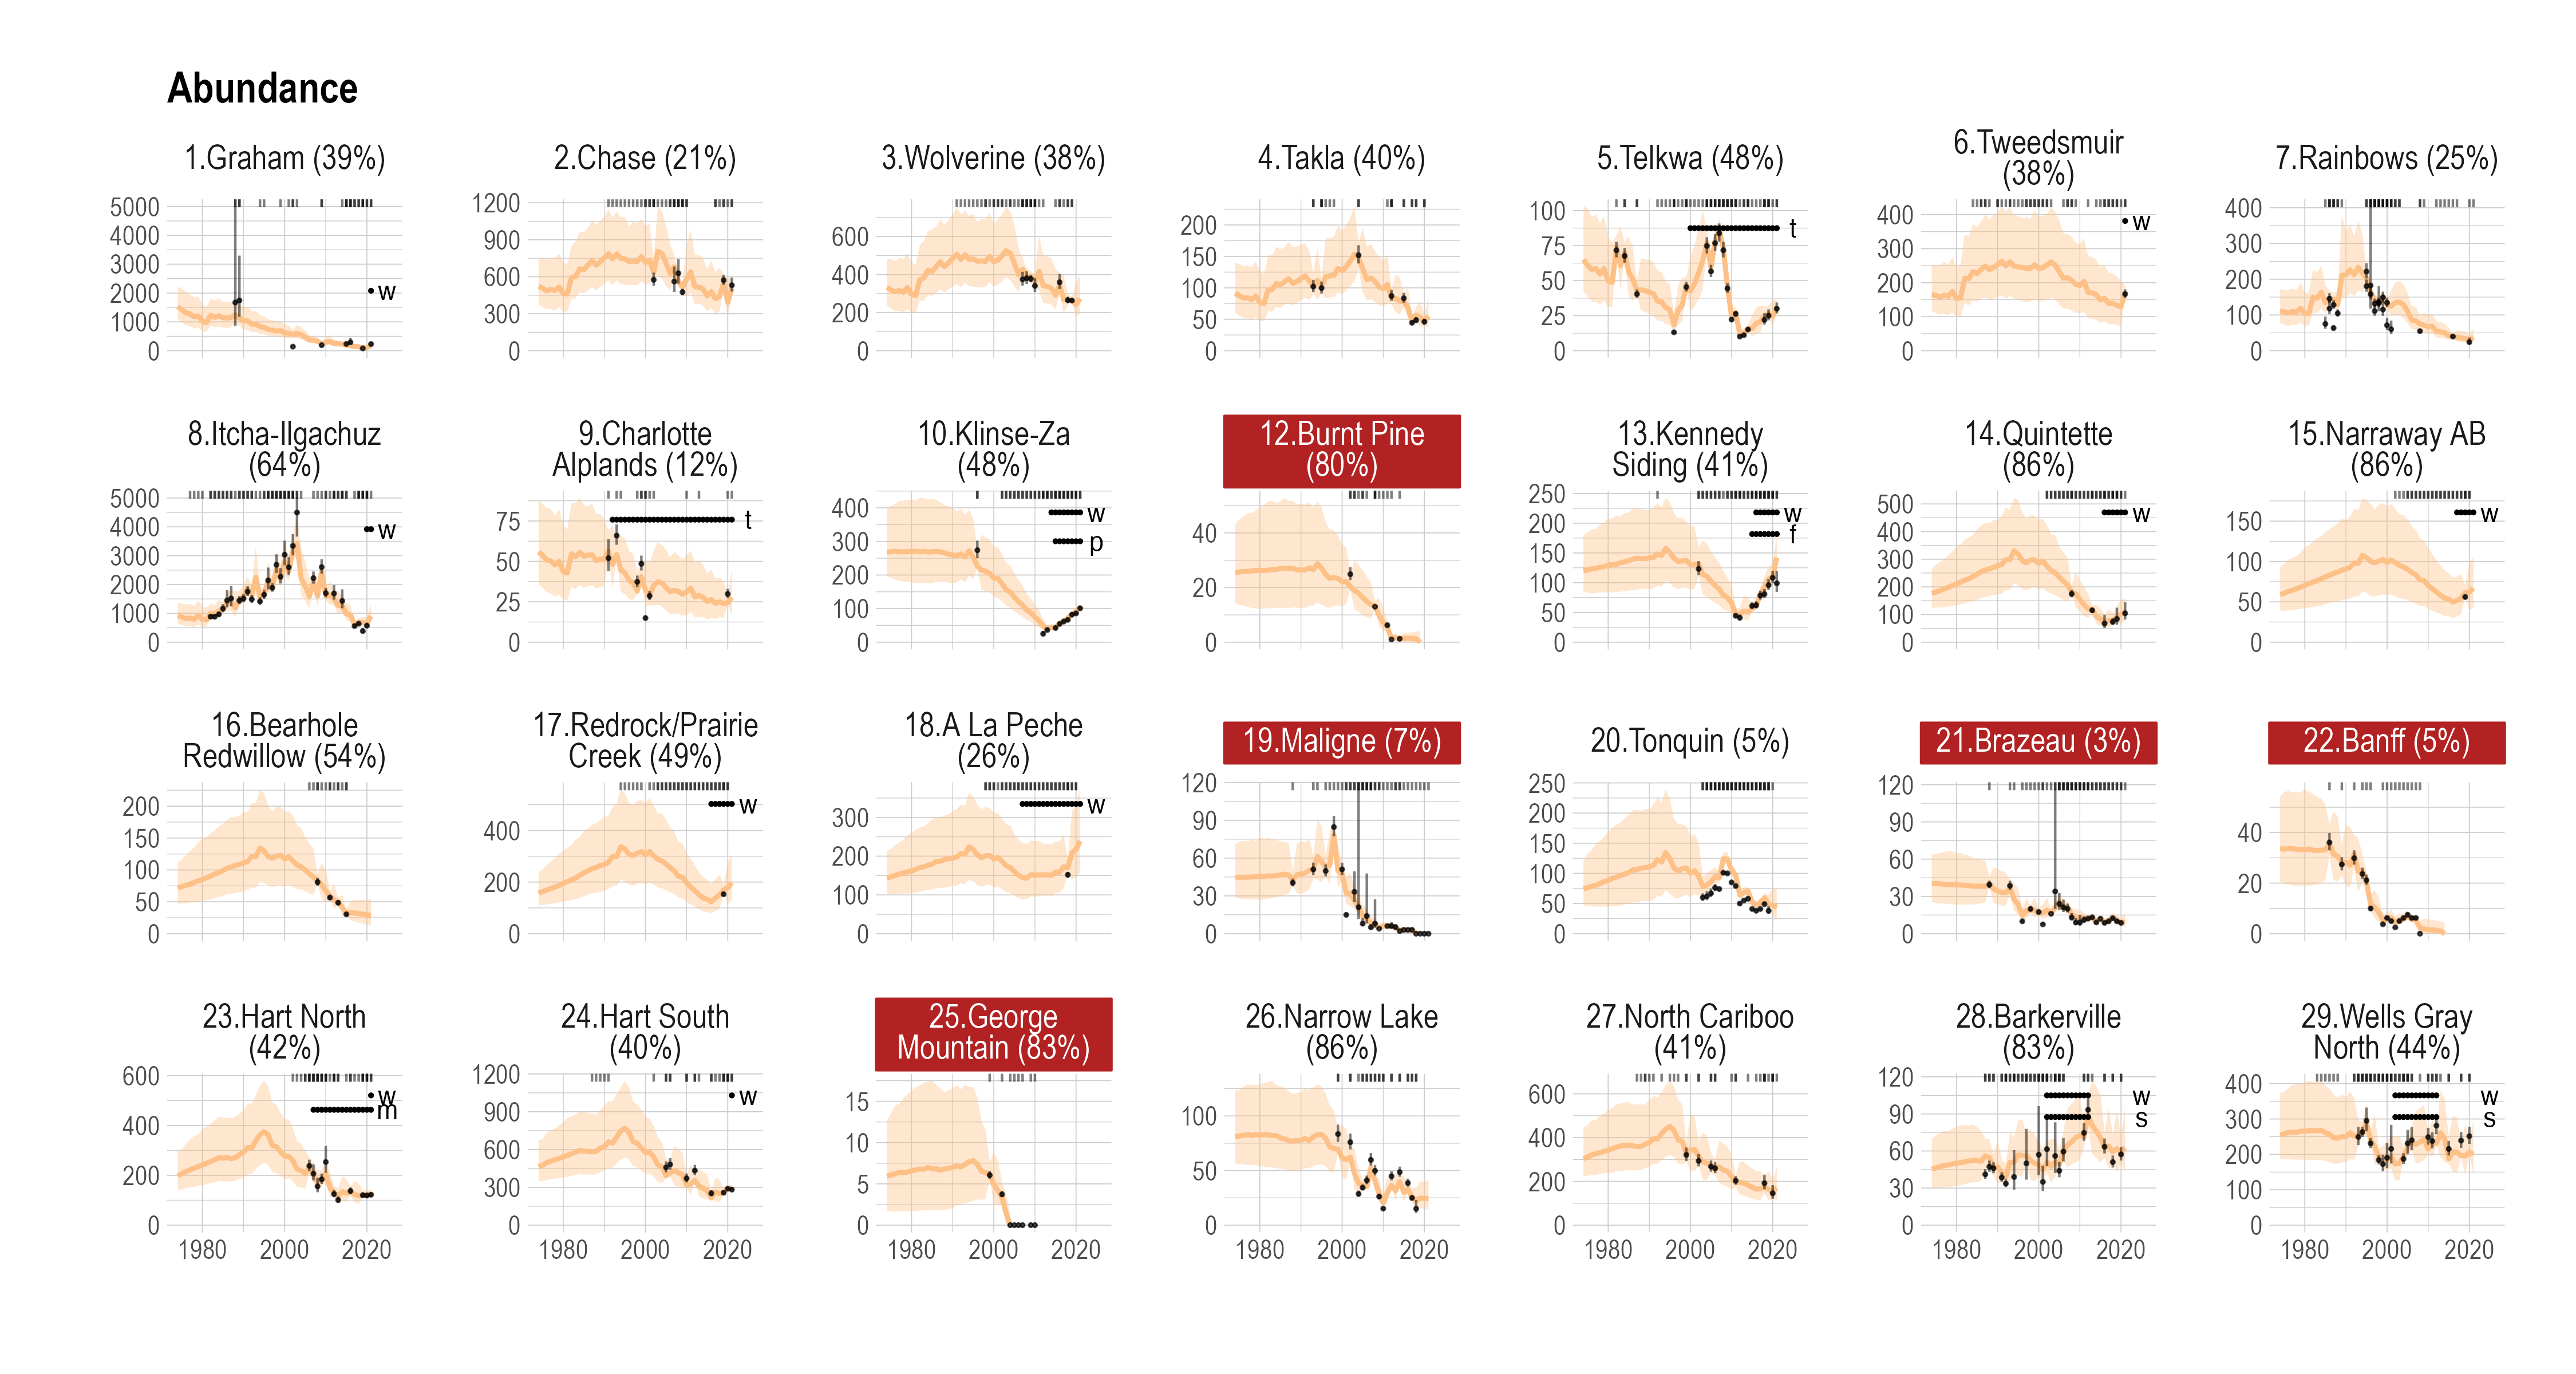 Abundance
1.Graham (39%)
2.Chase (21%)
3.Wolverine (38%)
4.Takla (40%)
5.Telkwa (48%)
6.Tweedsmuir
(38%)
7.Rainbows (25%)
5000
4000
3000
2000
1000
0
w
1200
900
600
300
0
600
400
200
0
200
150
100
50
0
100
75
50
25
0
t
400
300
200
100
0
w
400
300
200
100
0
8.Itcha-Ilgachuz
(64%)
9.Charlotte
Alplands (12%)
10.Klinse-Za
(48%)
12.Burnt Pine
(80%)
13.Kennedy
Siding (41%)
14.Quintette
(86%)
15.Narraway AB
(86%)
5000
4000
3000
2000
1000
0
w
75
50
25
0
t
400
300
200
100
0
w
p
40
20
0
250
200
150
100
50
0
w
f
500
400
300
200
100
0
w
150
100
50
0
w
16.Bearhole
Redwillow (54%)
17.Redrock/Prairie
Creek (49%)
18.A La Peche
(26%)
19.Maligne (7%)
20.Tonquin (5%)
21.Brazeau (3%)
22.Banff (5%)
200
150
100
50
0
400
200
0
w
300
200
100
0
w
120
90
60
30
0
250
200
150
100
50
0
120
90
60
30
0
40
20
0
23.Hart North
(42%)
24.Hart South
(40%)
25.George
Mountain (83%)
26.Narrow Lake
(86%)
27.North Cariboo
(41%)
28.Barkerville
(83%)
29.Wells Gray
North (44%)
600
400
200
0
w
m
1200
900
600
300
0
w
15
10
5
0
100
50
0
600
400
200
0
120
90
60
30
0
w
s
400
300
200
100
0
w
s
1980 2000 2020
1980 2000 2020
1980 2000 2020
1980 2000 2020
1980 2000 2020
1980 2000 2020
1980 2000 2020